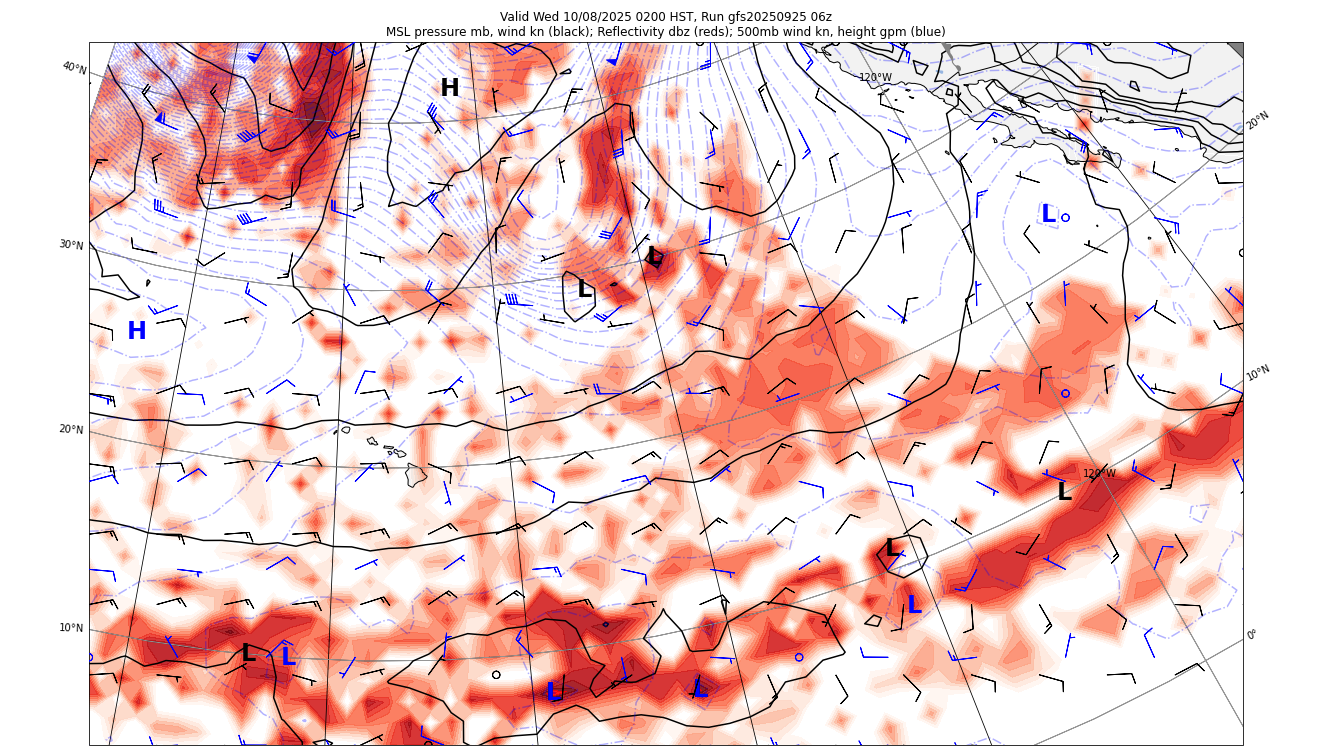 Valid Wed 10/08/2025 0200 HST, Run gfs20250925 06z
MSL pressure mb, wind kn (black); Reflectivity dbz (reds); 500mb wind kn, height gpm (blue)
40°N
120°W
H
20°N
L
30°N
L
L
H
10°N
20°N
120°W
L
L
L
10°N
0°
L
L
L
L